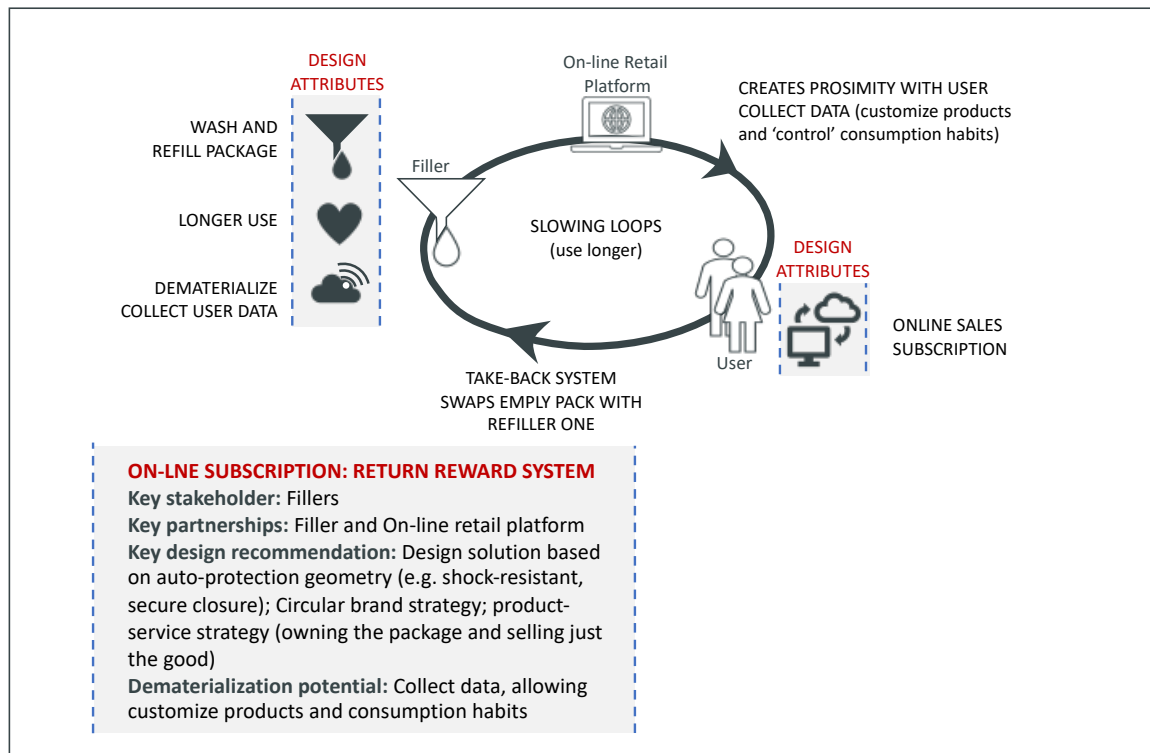 DESIGN
ATTRIBUTES
WASH AND
REFILL PACKAGE
LONGER USE
DEMATERIALIZE
COLLECT USER DATA
Filler
On-line Retail
Platform
CREATES PROSIMITY WITH USER
COLLECT DATA (customize products
and ‘control’ consumption habits)
SLOWING LOOPS
(use longer)
DESIGN
ATTRIBUTES
ONLINE SALES
SUBSCRIPTION
User
TAKE-BACK SYSTEM
SWAPS EMPLY PACK WITH
REFILLER ONE
ON-LNE SUBSCRIPTION: RETURN REWARD SYSTEM
Key stakeholder: Fillers
Key partnerships: Filler and On-line retail platform
Key design recommendation: Design solution based
on auto-protection geometry (e.g. shock-resistant,
secure closure); Circular brand strategy; product-
service strategy (owning the package and selling just
the good)
Dematerialization potential: Collect data, allowing
customize products and consumption habits